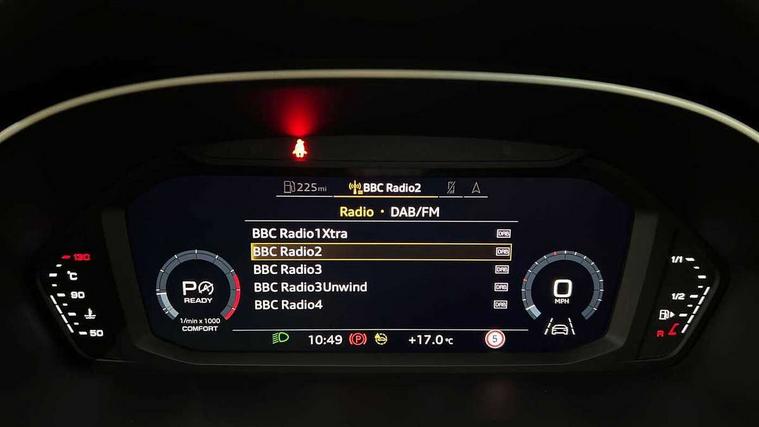 225mi BBC Radio2
Radio · DAB/FM
BBC Radio1Xtra DAB
BBC Radio2 DAB
BBC Radio3 DAB
BBC Radio3Unwind DAB
BBC Radio4 DAB
130
°C
90
50
P
READY
1/min x 1000
COMFORT
0
MPH
1/1
1/2
R
10:49 P +17.0°C 5